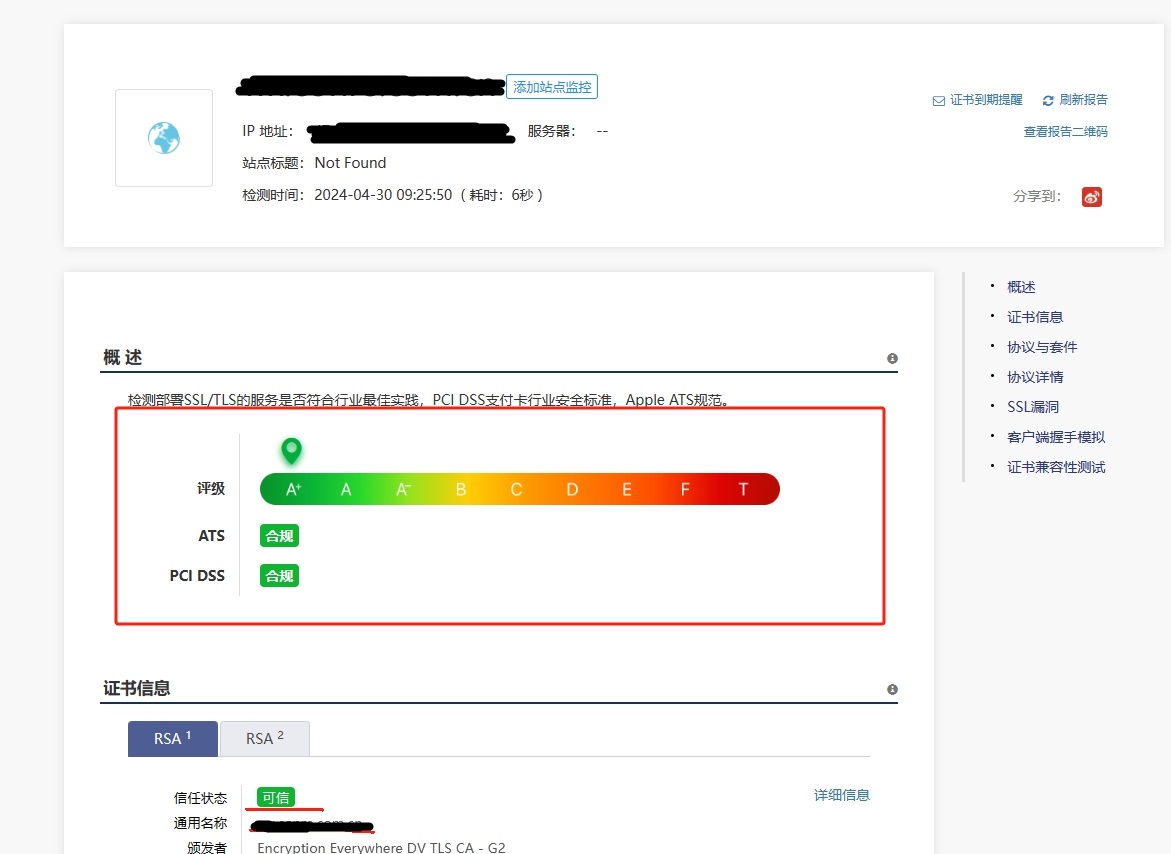 添加站点监控
证书到期提醒 刷新报告
IP 地址： 服务器： --
查看报告二维码
站点标题： Not Found
检测时间： 2024-04-30 09:25:50 ( 耗时：6秒 )
分享到：
概述
证书信息
协议与套件
协议详情
SSL漏洞
客户端握手模拟
证书兼容性测试
概 述
检测部署SSL/TLS的服务是否符合行业最佳实践，PCI DSS支付卡行业安全标准，Apple ATS规范。
评级 A+ A A- B C D E F T
ATS 合规
PCI DSS 合规
证书信息
RSA 1 RSA 2
信任状态 可信 详细信息
通用名称
颁发者 Encryption Everywhere DV TLS CA - G2